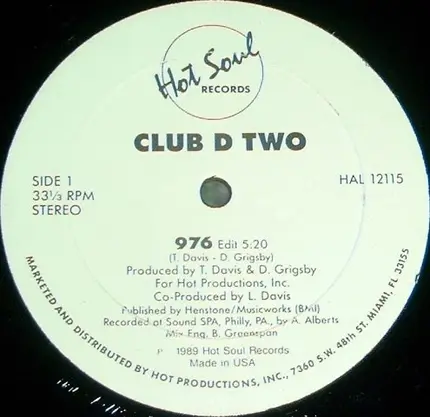 Hot Soul
RECORDS
CLUB D TWO
SIDE 1
33⅓ RPM
STEREO
HAL 12115
976 Edit 5:20
(T. Davis - D. Grigsby)
Produced by T. Davis & D. Grigsby
For Hot Productions, Inc.
Co-Produced by L. Davis
Published by Henstone/Musicworks (BMI)
Recorded at Sound SPA, Philly, PA., by A. Alberts
Mix Eng. B. Greenspan
P 1989 Hot Soul Records
Made in USA
MARKETED AND DISTRIBUTED BY HOT PRODUCTIONS, INC., 7360 S.W. 48th ST. MIAMI, FL 33155